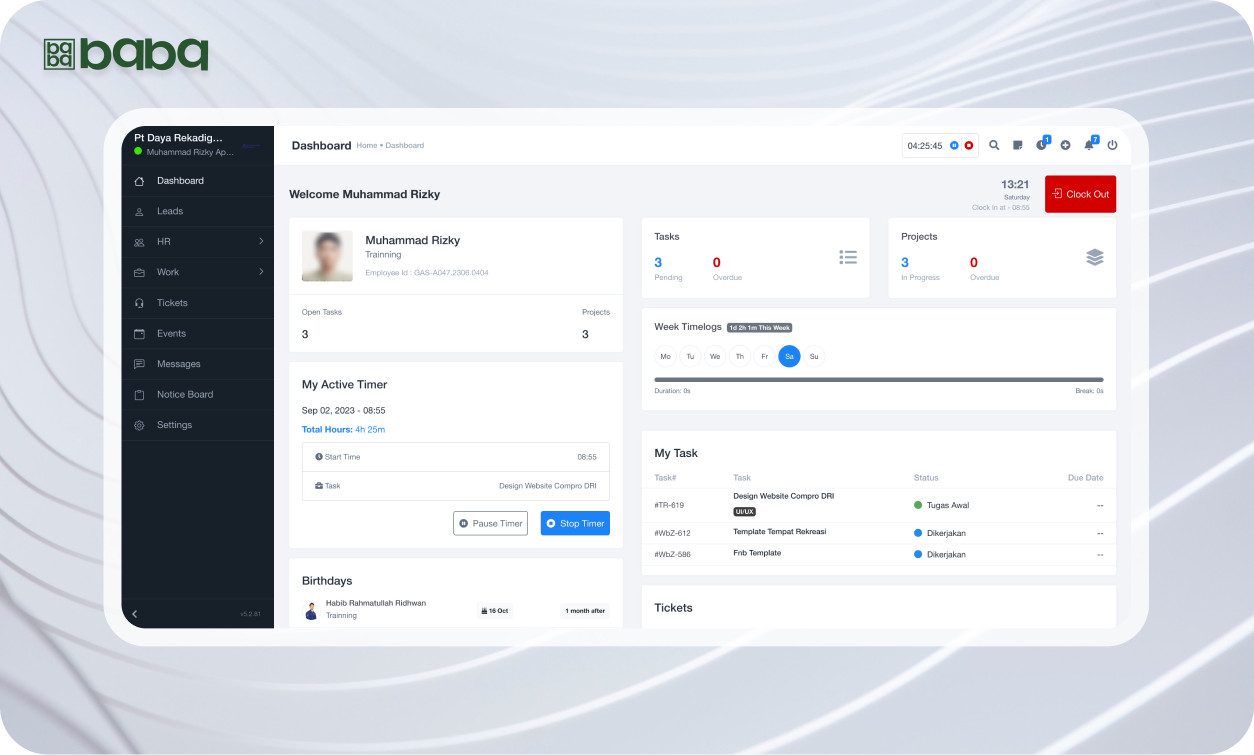 baba
baba
Pt Daya Rekadig...
Muhammad Rizky Ap...
Dashboard
Leads
HR
Work
Tickets
Events
Messages
Notice Board
Settings
v5.2.81
Dashboard Home • Dashboard
04:25:45
1
7
Welcome Muhammad Rizky
13:21
Saturday
Clock In at - 08:55
Clock Out
Muhammad Rizky
Trainning
Employee Id : GAS-A047.2306.0404
Open Tasks Projects
3 3
Tasks
3 0
Pending Overdue
Projects
3 0
In Progress Overdue
Week Timelogs 1d 2h 1m This Week
Mo Tu We Th Fr Sa Su
Duration: 0s Break: 0s
My Active Timer
Sep 02, 2023 - 08:55
Total Hours: 4h 25m
Start Time 08:55
Task Design Website Compro DRI
Pause Timer Stop Timer
My Task
Task# Task Status Due Date
#TR-619 Design Website Compro DRI Tugas Awal --
UI/UX
#WbZ-612 Template Tempat Rekreasi Dikerjakan --
#WbZ-586 Fnb Template Dikerjakan --
Birthdays
Habib Rahmatullah Ridhwan 16 Oct 1 month after
Trainning
Tickets